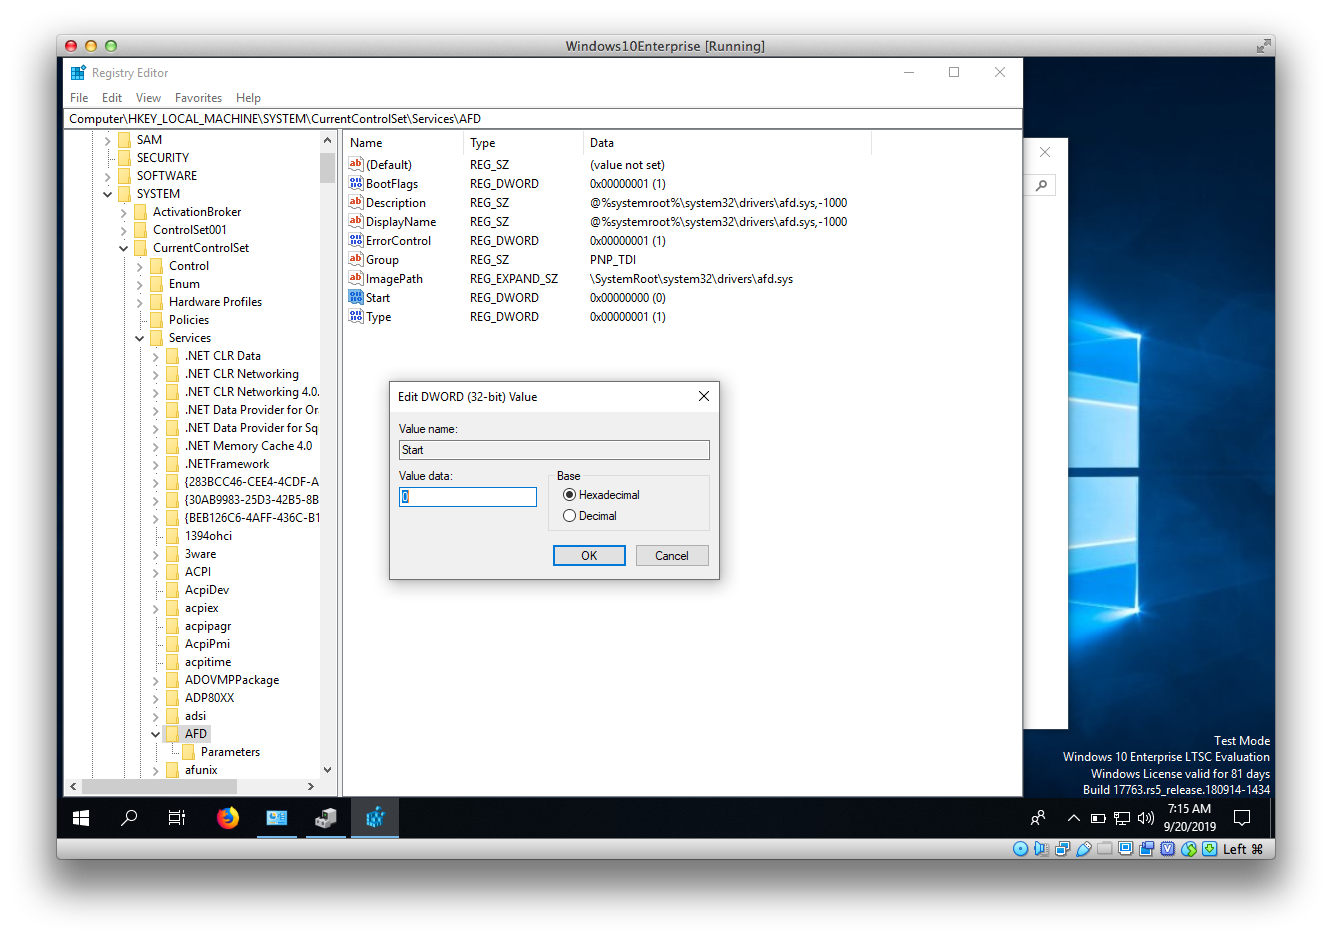 Windows10Enterprise [Running]
Registry Editor
File Edit View Favorites Help
Computer\HKEY_LOCAL_MACHINE\SYSTEM\CurrentControlSet\Services\AFD
SAM
SECURITY
SOFTWARE
SYSTEM
ActivationBroker
ControlSet001
CurrentControlSet
Control
Enum
Hardware Profiles
Policies
Services
.NET CLR Data
.NET CLR Networking
.NET CLR Networking 4.0.
.NET Data Provider for Or
.NET Data Provider for Sq
.NET Memory Cache 4.0
.NETFramework
{283BCC46-CEE4-4CDF-A
{30AB9983-25D3-42B5-8B
{BEB126C6-4AFF-436C-B1
1394ohci
3ware
ACPI
AcpiDev
acpiex
acpipagr
AcpiPmi
acpitime
ADOVMPPackage
ADP80XX
adsi
AFD
Parameters
afunix
Name Type Data
(Default) REG_SZ (value not set)
BootFlags REG_DWORD 0x00000001 (1)
Description REG_SZ @%systemroot%\system32\drivers\afd.sys,-1000
DisplayName REG_SZ @%systemroot%\system32\drivers\afd.sys,-1000
ErrorControl REG_DWORD 0x00000001 (1)
Group REG_SZ PNP_TDI
ImagePath REG_EXPAND_SZ \SystemRoot\system32\drivers\afd.sys
Start REG_DWORD 0x00000000 (0)
Type REG_DWORD 0x00000001 (1)
Edit DWORD (32-bit) Value
Value name:
Start
Value data:
0
Base
Hexadecimal
Decimal
OK Cancel
Test Mode
Windows 10 Enterprise LTSC Evaluation
Windows License valid for 81 days
Build 17763.rs5_release.180914-1434
7:15 AM
9/20/2019
Left ⌘